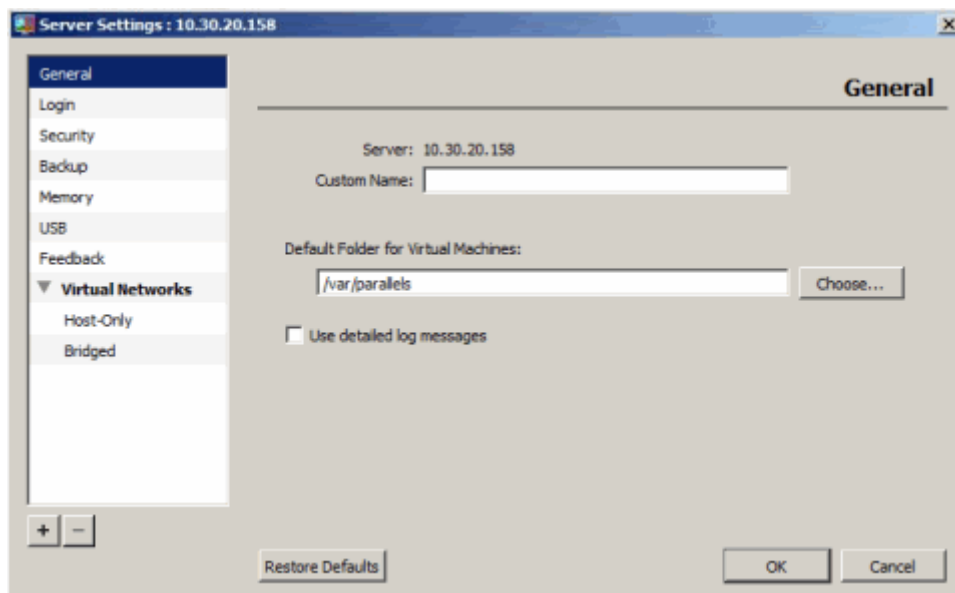 Server Settings : 10.30.20.158
General
Login
Security
Backup
Memory
USB
Feedback
Virtual Networks
Host-Only
Bridged
General
Server: 10.30.20.158
Custom Name:
Default Folder for Virtual Machines:
/var/parallels
Choose...
Use detailed log messages
Restore Defaults
OK
Cancel